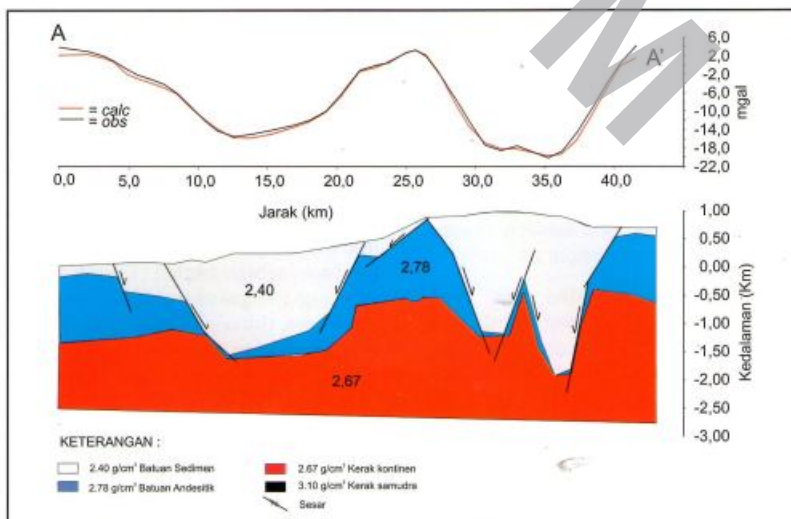 A
A'
= calc
= obs
6,0
2,0
-2,0
-6,0
-10,0
-14,0
-18,0
-22,0
mgal
0,0 5,0 10,0 15,0 20,0 25,0 30,0 35,0 40,0
Jarak (km)
1,00
0,50
0,00
-0,50
-1,00
-1,50
-2,00
-2,50
-3,00
Kedalaman (Km)
2,78
2,40
2,67
KETERANGAN :
2.40 g/cm³ Batuan Sedimen
2.67 g/cm³ Kerak kontinen
2.78 g/cm³ Batuan Andesitik
3.10 g/cm³ Kerak samudra
Sesar
M